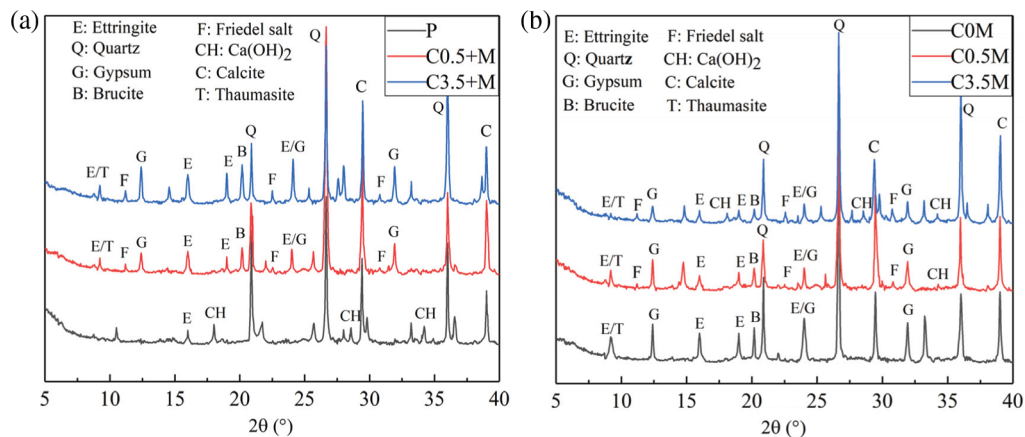 (a)
E: Ettringite F: Friedel salt
Q: Quartz CH: Ca(OH)2
G: Gypsum C: Calcite
B: Brucite T: Thaumasite
P
C0.5+M
C3.5+M
Q
C
Q
C
E/T F G E E B Q F E/G F G
E/T F G E E B F E/G F G
E CH CH CH
5 10 15 20 25 30 35 40
2θ (°)
(b)
E: Ettringite F: Friedel salt
Q: Quartz CH: Ca(OH)2
G: Gypsum C: Calcite
B: Brucite T: Thaumasite
C0M
C0.5M
C3.5M
Q
Q
C
Q
C
E/T F G E CH E B F E/G CH F G CH
Q
E/T F G E E B F E/G F G CH
E/T G E E B E/G G
5 10 15 20 25 30 35 40
2θ (°)